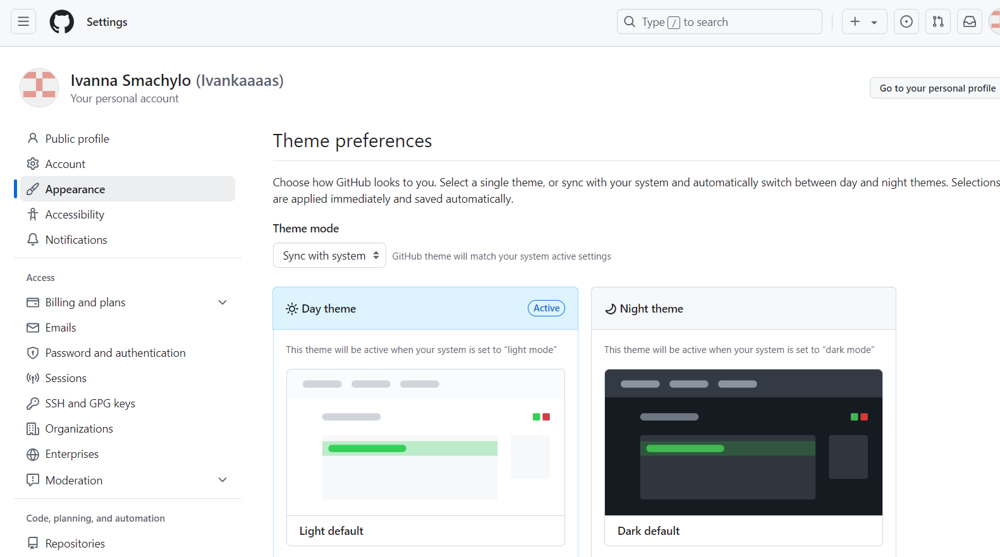 Settings
Type / to search
Ivanna Smachylo (Ivankaaaas)
Your personal account
Go to your personal profile
Public profile
Account
Appearance
Accessibility
Notifications
Access
Billing and plans
Emails
Password and authentication
Sessions
SSH and GPG keys
Organizations
Enterprises
Moderation
Code, planning, and automation
Repositories
Theme preferences
Choose how GitHub looks to you. Select a single theme, or sync with your system and automatically switch between day and night themes. Selections
are applied immediately and saved automatically.
Theme mode
Sync with system
GitHub theme will match your system active settings
Day theme
Active
This theme will be active when your system is set to “light mode”
Light default
Night theme
This theme will be active when your system is set to “dark mode”
Dark default